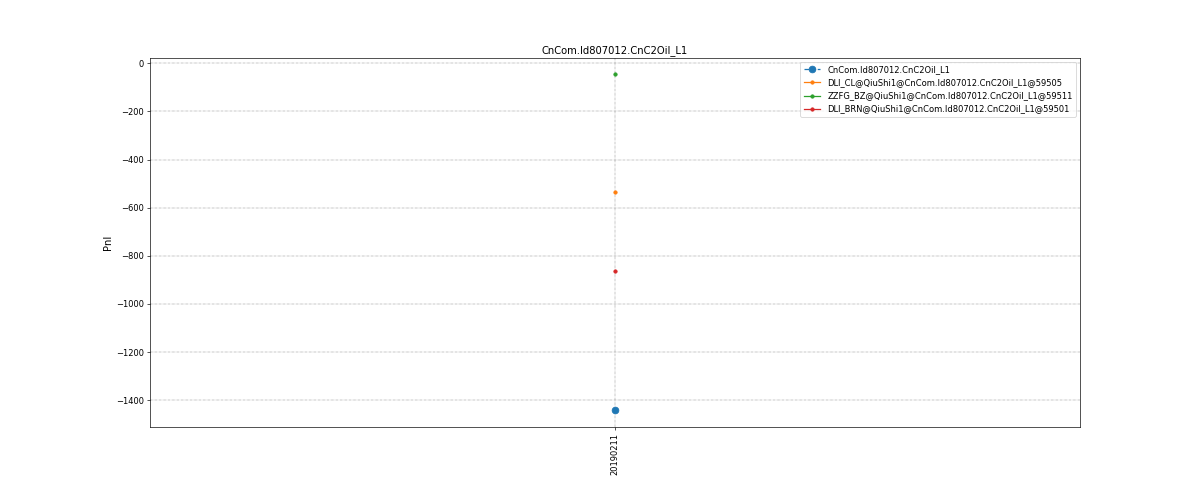 CnCom.Id807012.CnC2Oil_L1
0
−200
−400
−600
−800
−1000
−1200
−1400
Pnl
CnCom.Id807012.CnC2Oil_L1
DLI_CL@QiuShi1@CnCom.Id807012.CnC2Oil_L1@59505
ZZFG_BZ@QiuShi1@CnCom.Id807012.CnC2Oil_L1@59511
DLI_BRN@QiuShi1@CnCom.Id807012.CnC2Oil_L1@59501
20190211